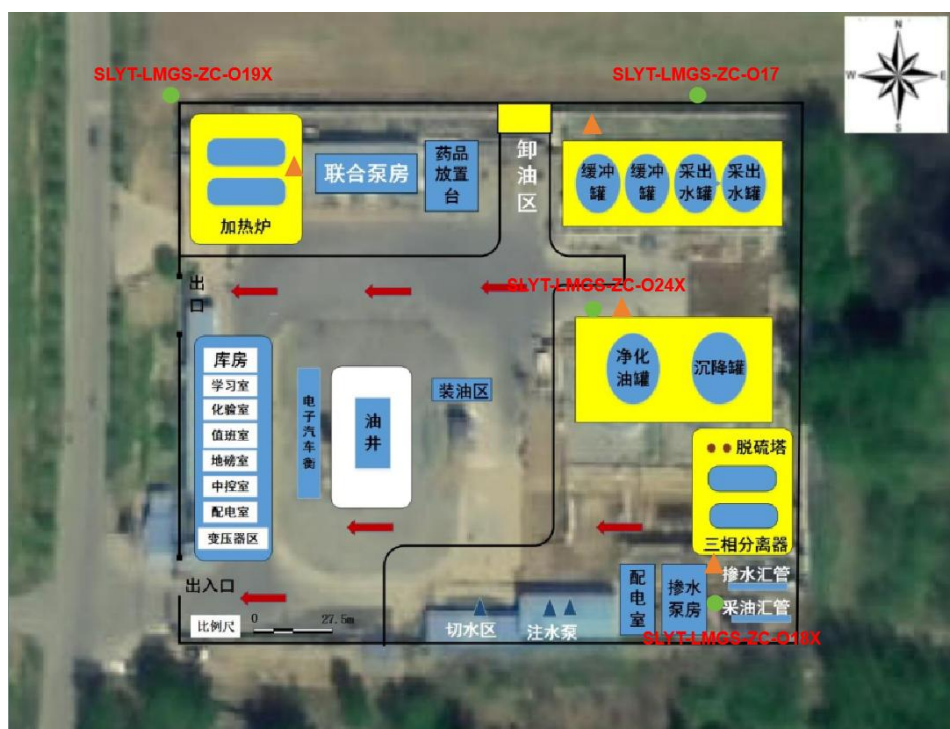 SLYT-LMGS-ZC-O19X
SLYT-LMGS-ZC-O17
N
W
E
S
加热炉
联合泵房
药品
放置
台
卸
油
区
缓冲
罐
缓冲
罐
采出
水罐
采出
水罐
出
口
SLYT-LMGS-ZC-O24X
净化
油罐
沉降罐
库房
学习室
化验室
值班室
地磅室
中控室
配电室
变压器区
电
子
汽
车
衡
油
井
装油区
脱硫塔
三相分离器
出入口
比例尺
0
27.5m
切水区
注水泵
配
电
室
掺水
泵房
掺水汇管
采油汇管
SLYT-LMGS-ZC-O18X